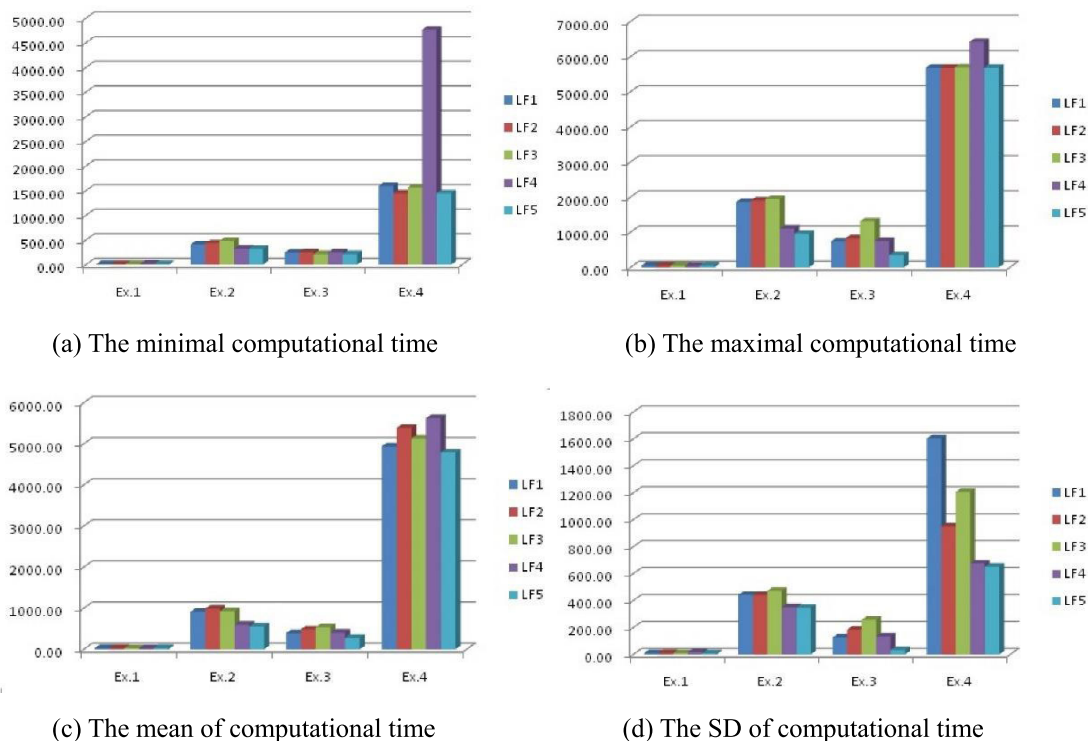 5000.00
4500.00
4000.00
3500.00
3000.00
2500.00
2000.00
1500.00
1000.00
500.00
0.00
Ex.1 Ex.2 Ex.3 Ex.4
LF1
LF2
LF3
LF4
LF5
(a) The minimal computational time
7000.00
6000.00
5000.00
4000.00
3000.00
2000.00
1000.00
0.00
Ex.1 Ex.2 Ex.3 Ex.4
LF1
LF2
LF3
LF4
LF5
(b) The maximal computational time
6000.00
5000.00
4000.00
3000.00
2000.00
1000.00
0.00
Ex.1 Ex.2 Ex.3 Ex.4
LF1
LF2
LF3
LF4
LF5
(c) The mean of computational time
1800.00
1600.00
1400.00
1200.00
1000.00
800.00
600.00
400.00
200.00
0.00
Ex.1 Ex.2 Ex.3 Ex.4
LF1
LF2
LF3
LF4
LF5
(d) The SD of computational time